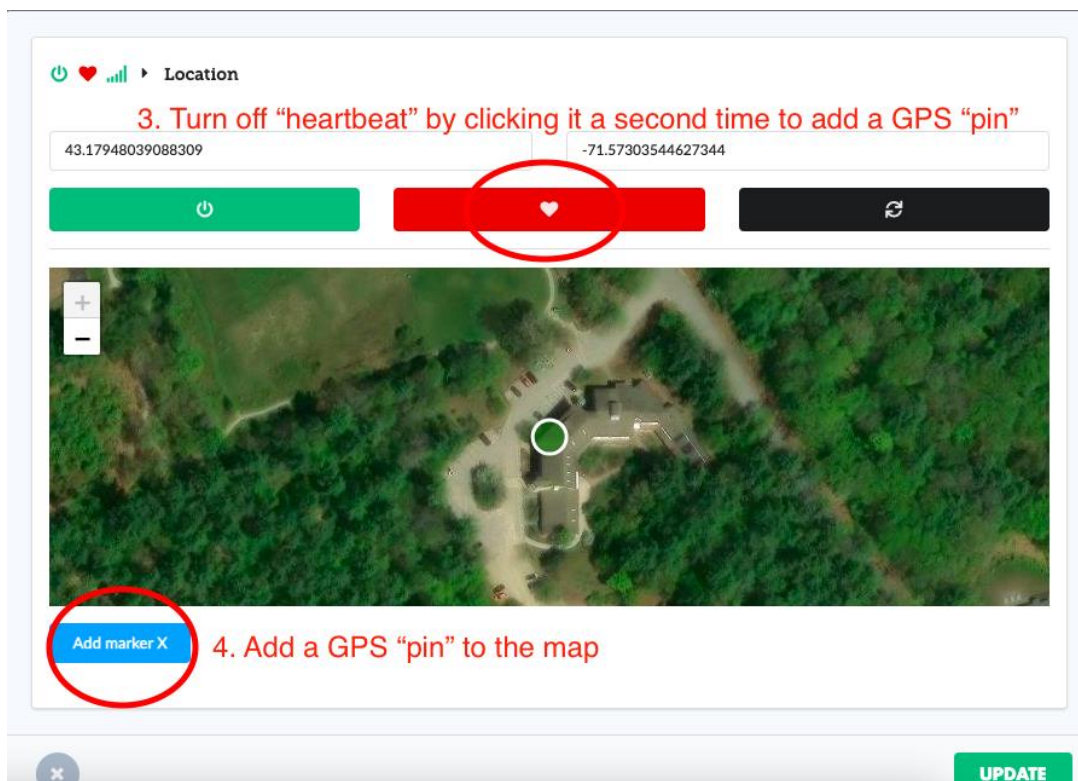 Location
3. Turn off “heartbeat” by clicking it a second time to add a GPS “pin”
43.17948039088309
-71.57303544627344
+
−
Add marker X
4. Add a GPS “pin” to the map
×
UPDATE